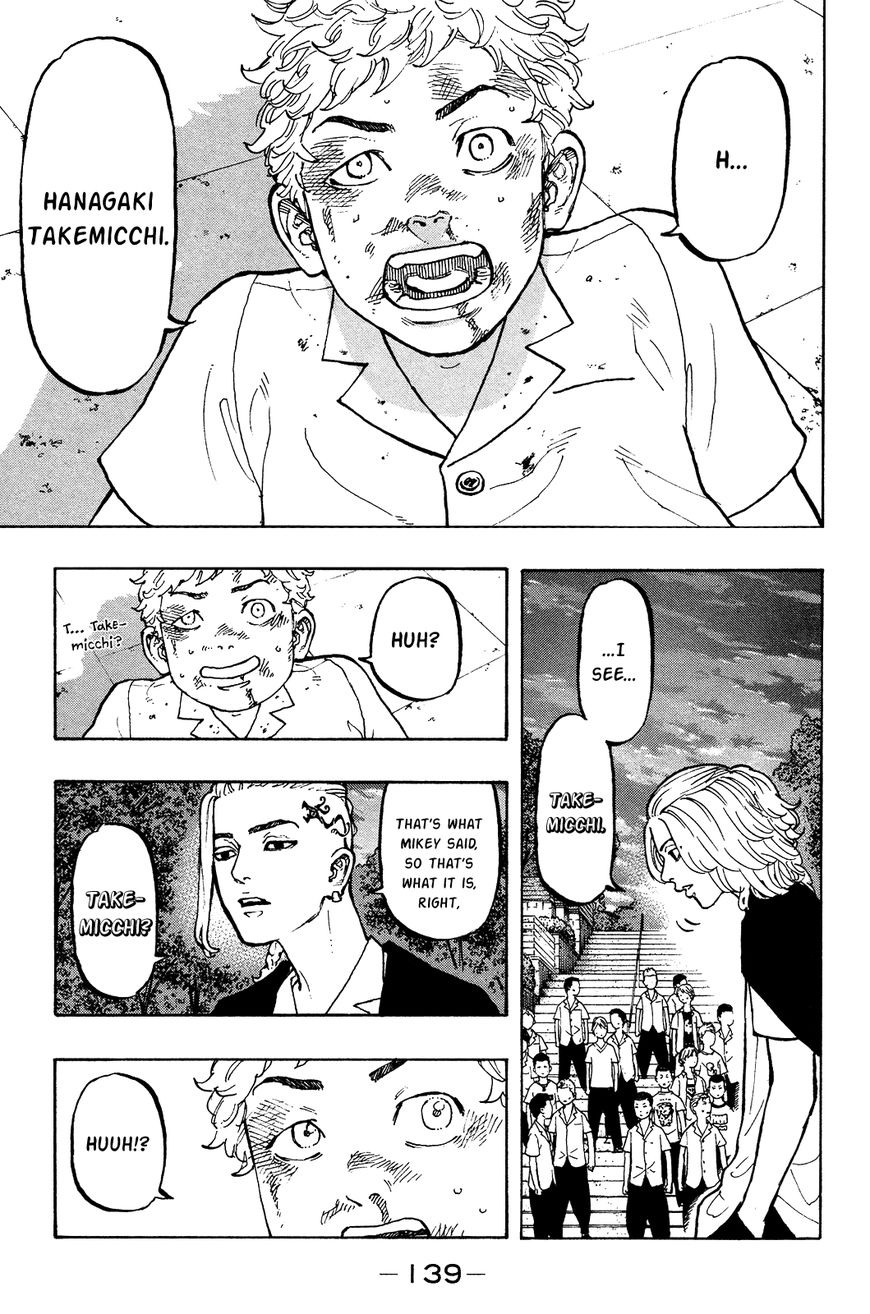 H...
HANAGAKI
TAKEMICCHI.
...I
SEE...
TAKE-
MICCHI.
HUH?
T... Take-
micchi?
THAT'S WHAT
MIKEY SAID,
SO THAT'S
WHAT IT IS,
RIGHT,
TAKE-
MICCHI?
HUUH!?
—139—